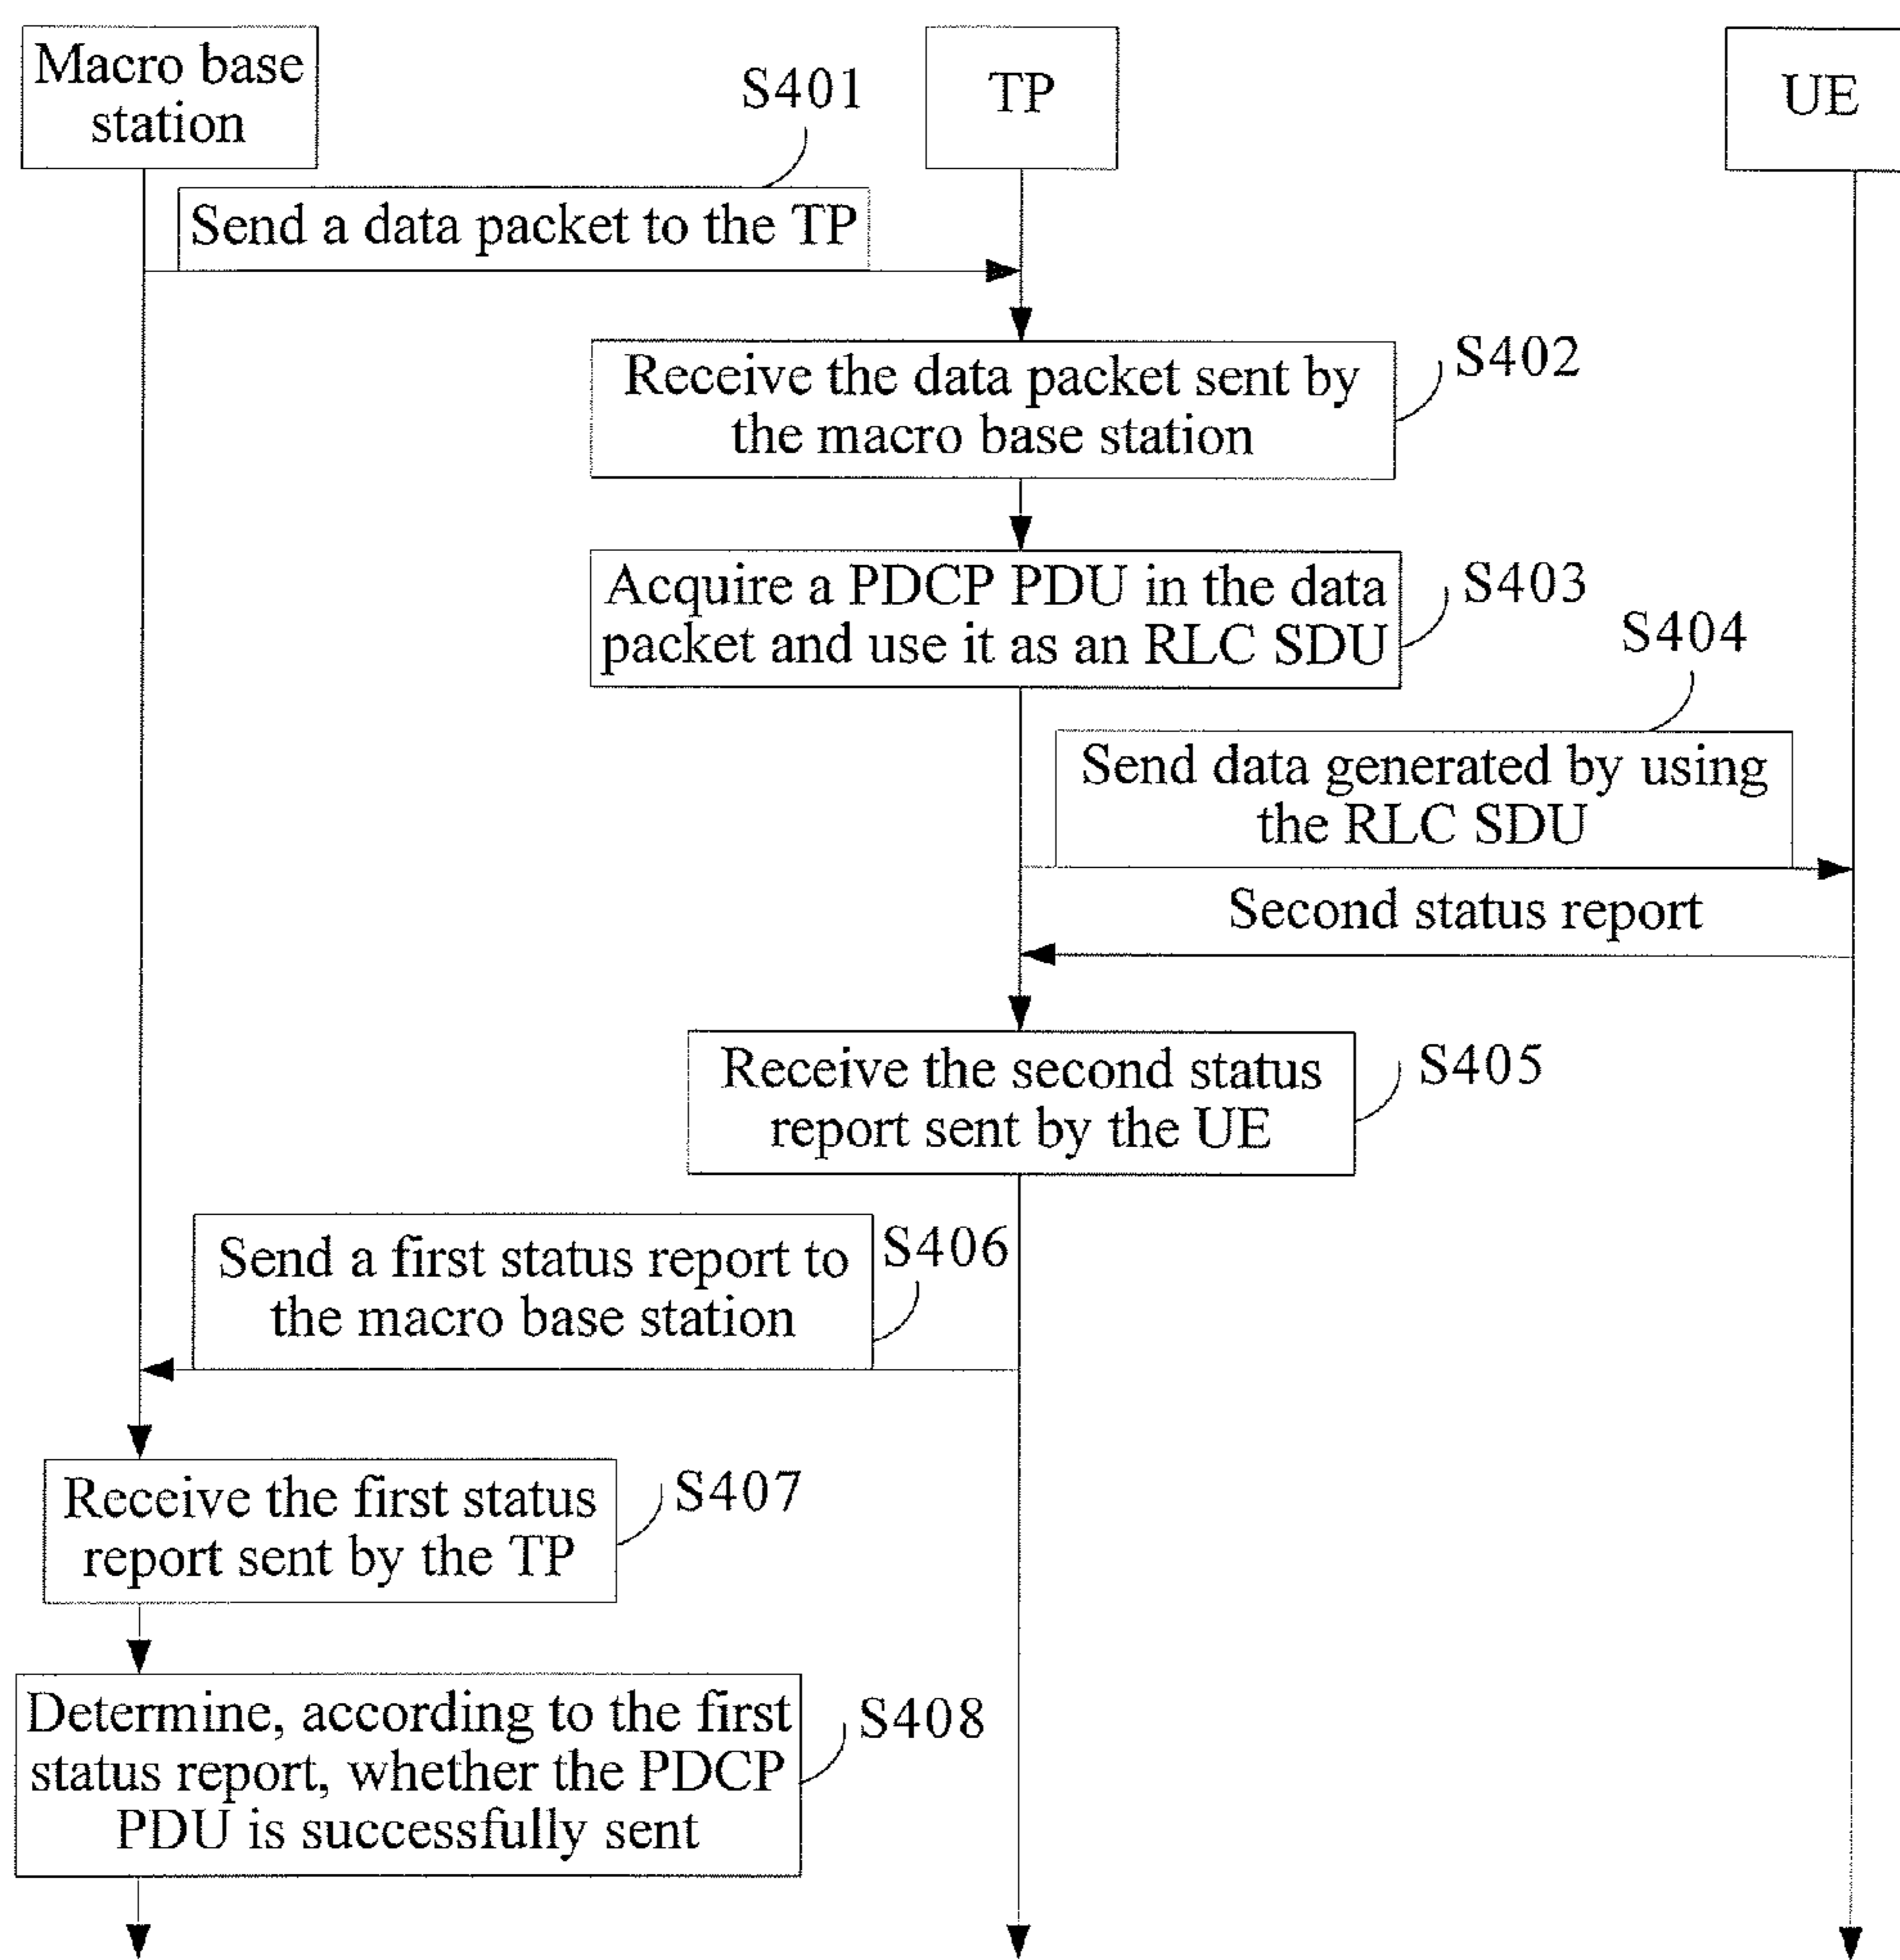 Macro base
station
TP
UE
S401
Send a data packet to the TP
Receive the data packet sent by
the macro base station
S402
Acquire a PDCP PDU in the data
packet and use it as an RLC SDU
S403
S404
Send data generated by using
the RLC SDU
Second status report
Receive the second status
report sent by the UE
S405
Send a first status report to
the macro base station
S406
Receive the first status
report sent by the TP
S407
Determine, according to the first
status report, whether the PDCP
PDU is successfully sent
S408